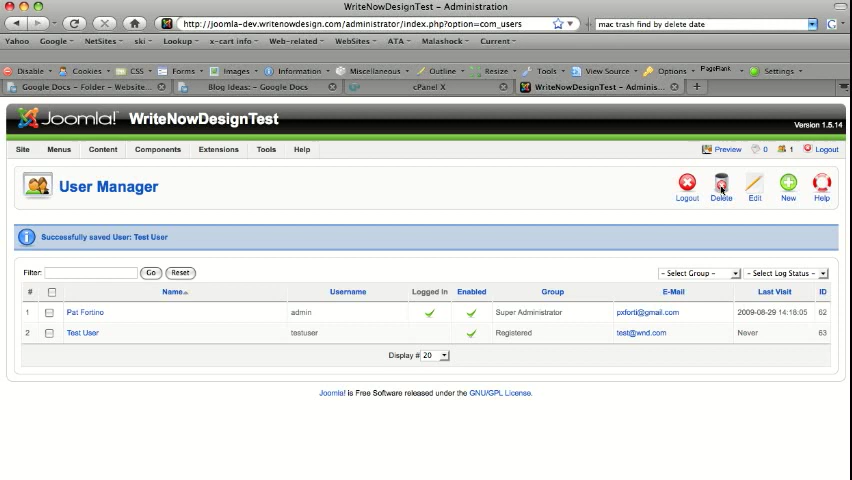 WriteNowDesignTest - Administration
http://joomla-dev.writenowdesign.com/administrator/index.php?option=com_users
mac trash find by delete date
Yahoo Google NetSites ski Lookup x-cart info Web-related WebSites ATA Malashock Current
Disable Cookies CSS Forms Images Information Miscellaneous Outline Resize Tools View Source Options PageRank Settings
Google Docs - Folder - Website... Blog Ideas: - Google Docs cPanel X WriteNowDesignTest - Adminis...
Joomla! WriteNowDesignTest Version 1.5.14
Site Menus Content Components Extensions Tools Help Preview 0 1 Logout
User Manager
Logout Delete Edit New Help
Successfully saved User: Test User
Filter: Go Reset - Select Group - - Select Log Status -
# Name Username Logged In Enabled Group E-Mail Last Visit ID
1 Pat Fortino admin Super Administrator pxforti@gmail.com 2009-08-29 14:18:05 62
2 Test User testuser Registered test@wnd.com Never 63
Display # 20
Joomla! is Free Software released under the GNU/GPL License.